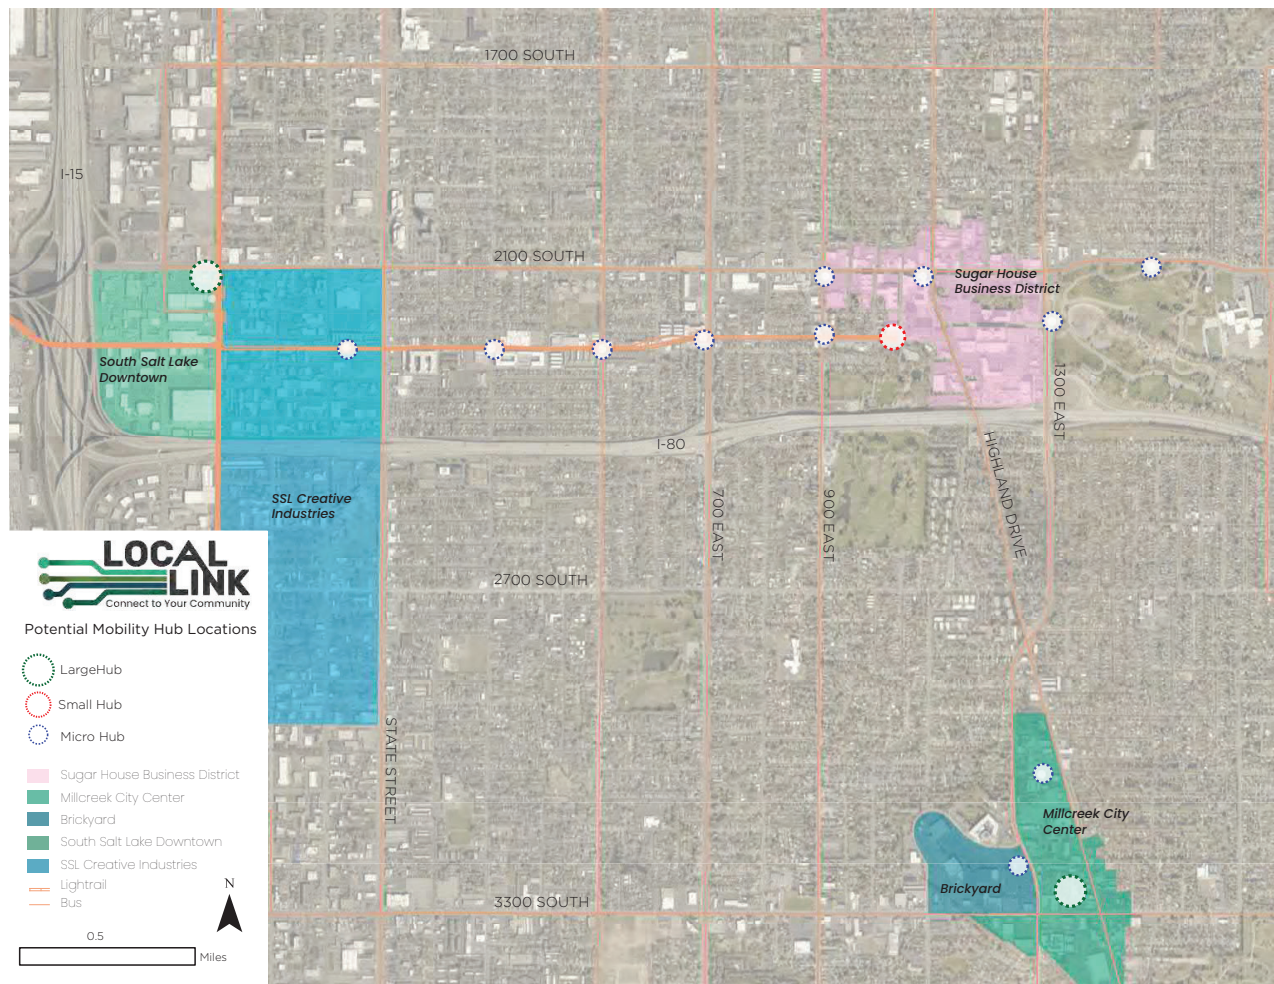 1700 SOUTH
I-15
2100 SOUTH
Sugar House
Business District
South Salt Lake
Downtown
1300 EAST
I-80
HIGHLAND DRIVE
SSL Creative
Industries
700 EAST
900 EAST
LOCAL
LINK
Connect to Your Community
2700 SOUTH
Potential Mobility Hub Locations
LargeHub
Small Hub
Micro Hub
STATE STREET
Sugar House Business District
Millcreek City Center
Brickyard
South Salt Lake Downtown
SSL Creative Industries
Lightrail
Bus
N
0.5
Miles
Millcreek City
Center
Brickyard
3300 SOUTH